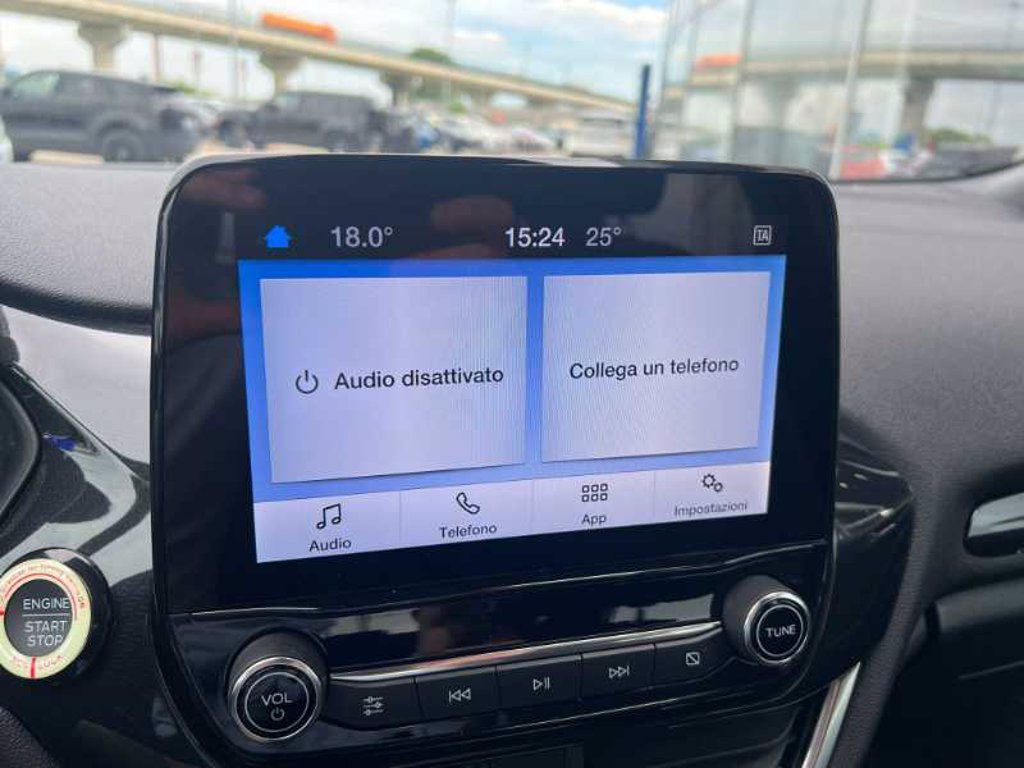 18.0°
15:24 25°
TA
Audio disattivato
Collega un telefono
Audio
Telefono
App
Impostazioni
ENGINE
START
STOP
VOL
TUNE